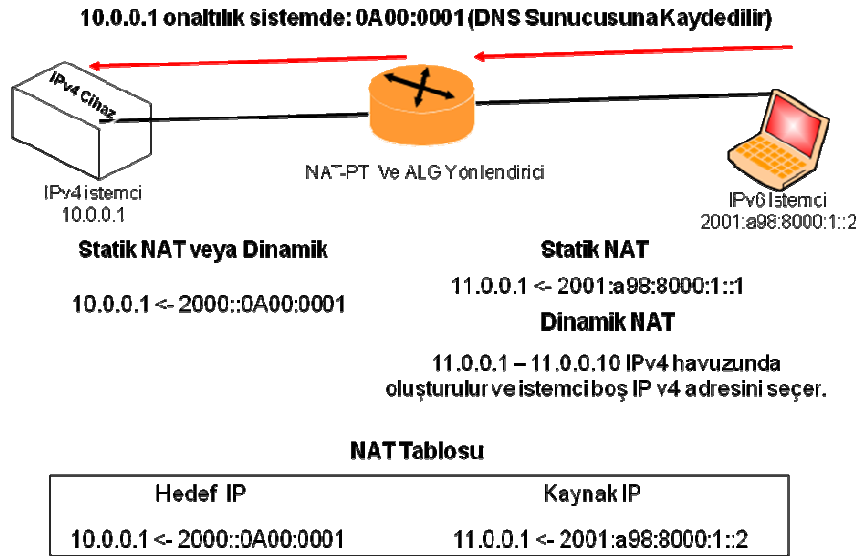 10.0.0.1 onaltılık sistemde: 0A00:0001 (DNS Sunucusuna Kaydedilir)
IPv4 Cihaz
NAT-PT Ve ALG Yönlendirici
IPv4 istemci
10.0.0.1
IPv6 Istemci
2001:a98:8000:1::2
Statik NAT veya Dinamik
10.0.0.1 <- 2000::0A00:0001
Statik NAT
11.0.0.1 <- 2001:a98:8000:1::1
Dinamik NAT
11.0.0.1 – 11.0.0.10 IPv4 havuzunda
oluşturulur ve istemci boş IP v4 adresini seçer.
NAT Tablosu
Hedef IP
Kaynak IP
10.0.0.1 <- 2000::0A00:0001
11.0.0.1 <- 2001:a98:8000:1::2